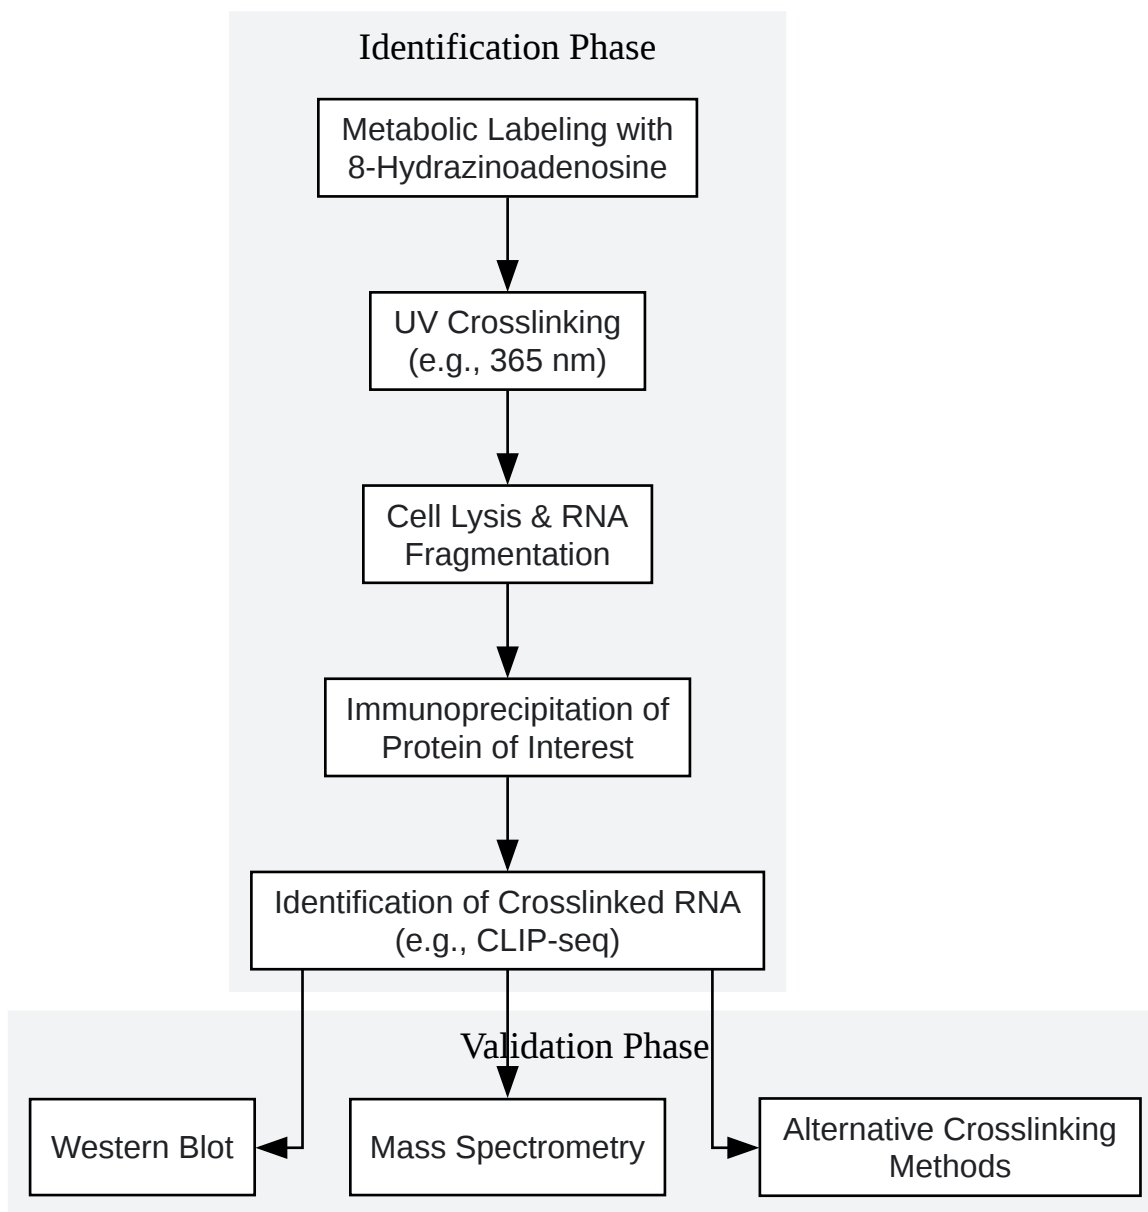 Identification Phase
Metabolic Labeling with
8-Hydrazinoadenosine
UV Crosslinking
(e.g., 365 nm)
Cell Lysis & RNA
Fragmentation
Immunoprecipitation of
Protein of Interest
Identification of Crosslinked RNA
(e.g., CLIP-seq)
Validation Phase
Western Blot
Mass Spectrometry
Alternative Crosslinking
Methods